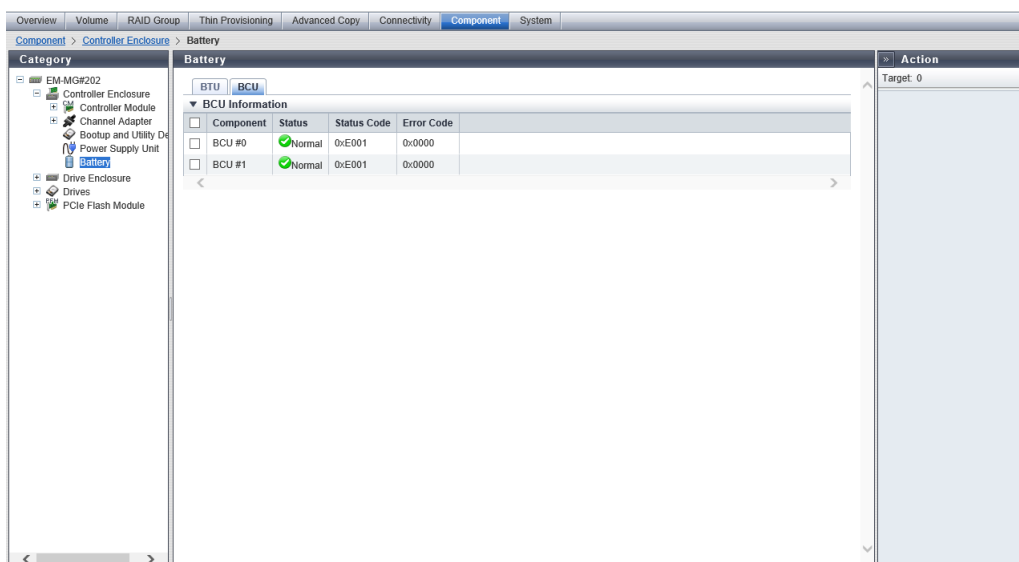 Overview Volume RAID Group Thin Provisioning Advanced Copy Connectivity Component System
Component > Controller Enclosure > Battery
Category
EM-MG#202
Controller Enclosure
CM Controller Module
Channel Adapter
Bootup and Utility De
Power Supply Unit
Battery
Drive Enclosure
Drives
PCIe Flash Module
Battery
BTU BCU
BCU Information
Component Status Status Code Error Code
BCU #0 Normal 0xE001 0x0000
BCU #1 Normal 0xE001 0x0000
» Action
Target: 0